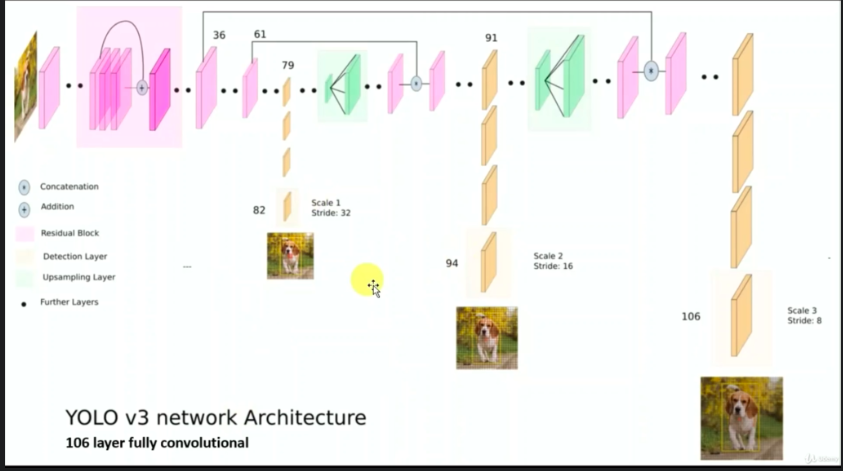 36
61
79
91
Concatenation
Addition
Residual Block
Detection Layer
Upsampling Layer
Further Layers
82
Scale 1
Stride: 32
94
Scale 2
Stride: 16
106
Scale 3
Stride: 8
YOLO v3 network Architecture
106 layer fully convolutional